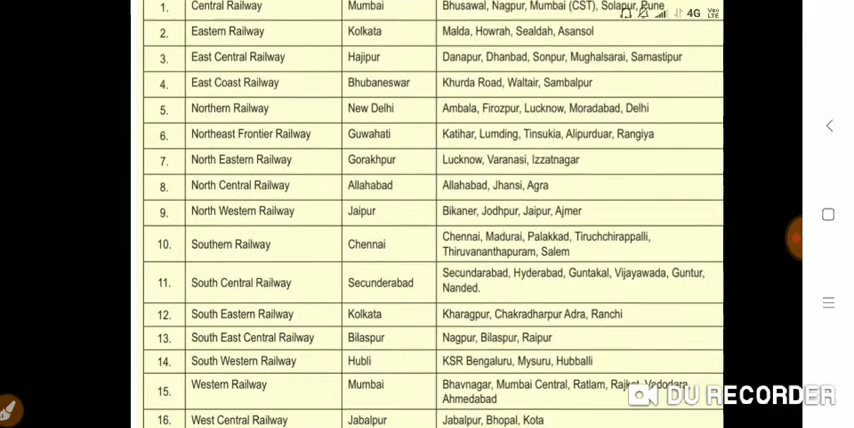 1. Central Railway Mumbai Bhusawal, Nagpur, Mumbai (CST), Solapur, Pune
4G VoLTE
2. Eastern Railway Kolkata Malda, Howrah, Sealdah, Asansol
3. East Central Railway Hajipur Danapur, Dhanbad, Sonpur, Mughalsarai, Samastipur
4. East Coast Railway Bhubaneswar Khurda Road, Waltair, Sambalpur
5. Northern Railway New Delhi Ambala, Firozpur, Lucknow, Moradabad, Delhi
6. Northeast Frontier Railway Guwahati Katihar, Lumding, Tinsukia, Alipurduar, Rangiya
7. North Eastern Railway Gorakhpur Lucknow, Varanasi, Izzatnagar
8. North Central Railway Allahabad Allahabad, Jhansi, Agra
9. North Western Railway Jaipur Bikaner, Jodhpur, Jaipur, Ajmer
10. Southern Railway Chennai Chennai, Madurai, Palakkad, Tiruchchirappalli,
Thiruvananthapuram, Salem
11. South Central Railway Secunderabad Secundarabad, Hyderabad, Guntakal, Vijayawada, Guntur,
Nanded.
12. South Eastern Railway Kolkata Kharagpur, Chakradharpur Adra, Ranchi
13. South East Central Railway Bilaspur Nagpur, Bilaspur, Raipur
14. South Western Railway Hubli KSR Bengaluru, Mysuru, Hubballi
15. Western Railway Mumbai Bhavnagar, Mumbai Central, Ratlam, Rajkot, Vedodara,
Ahmedabad
DU RECORDER
16. West Central Railway Jabalpur Jabalpur, Bhopal, Kota